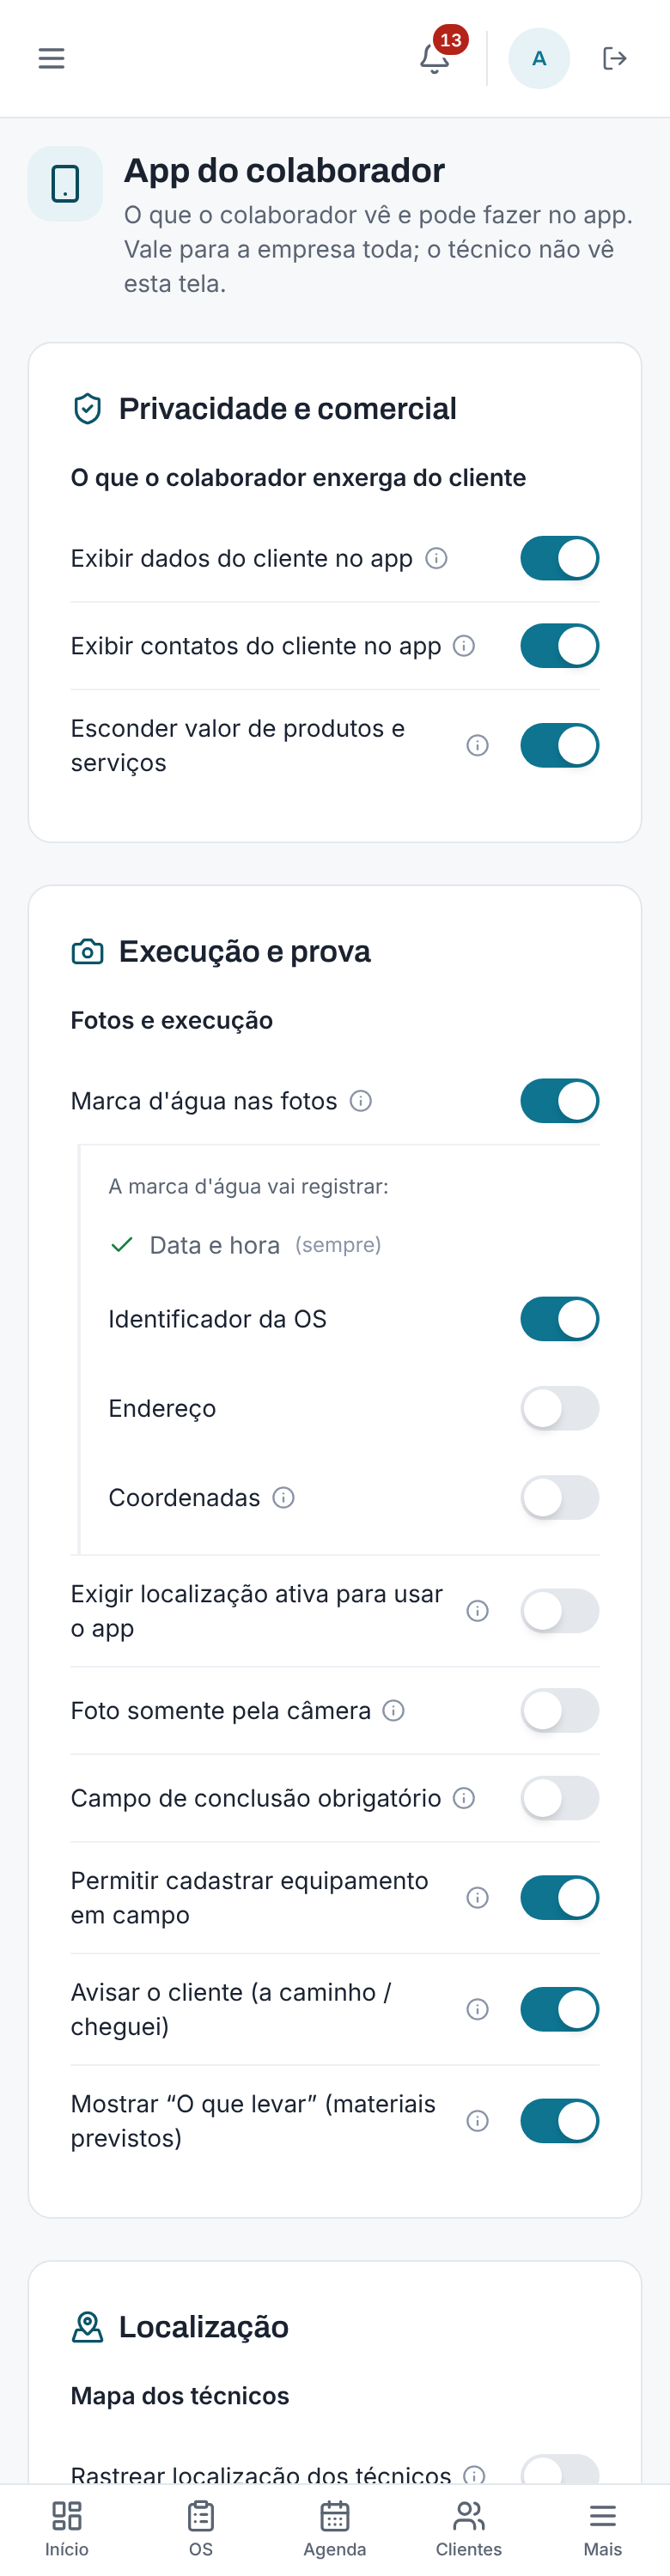 13
A
App do colaborador
O que o colaborador vê e pode fazer no app.
Vale para a empresa toda; o técnico não vê
esta tela.
Privacidade e comercial
O que o colaborador enxerga do cliente
Exibir dados do cliente no app
Exibir contatos do cliente no app
Esconder valor de produtos e
serviços
Execução e prova
Fotos e execução
Marca d'água nas fotos
A marca d'água vai registrar:
Data e hora (sempre)
Identificador da OS
Endereço
Coordenadas
Exigir localização ativa para usar
o app
Foto somente pela câmera
Campo de conclusão obrigatório
Permitir cadastrar equipamento
em campo
Avisar o cliente (a caminho /
cheguei)
Mostrar “O que levar” (materiais
previstos)
Localização
Mapa dos técnicos
Rastrear localização dos técnicos
Início
OS
Agenda
Clientes
Mais